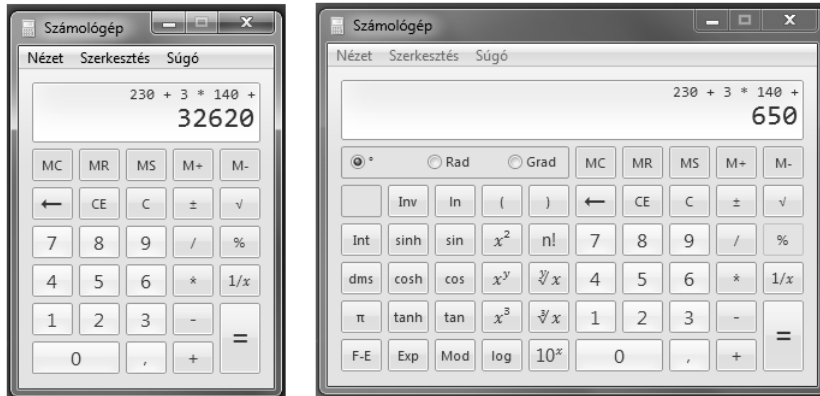 Számológép
Nézet Szerkesztés Súgó
230 + 3 * 140 +
32620
MC MR MS M+ M-
← CE C ± √
7 8 9 / %
4 5 6 * 1/x
1 2 3 - =
0 , +
Számológép
Nézet Szerkesztés Súgó
230 + 3 * 140 +
650
° Rad Grad MC MR MS M+ M-
Inv ln ( ) ← CE C ± √
Int sinh sin x² n! 7 8 9 / %
dms cosh cos xʸ ʸ√x 4 5 6 * 1/x
π tanh tan x³ ³√x 1 2 3 - =
F-E Exp Mod log 10ˣ 0 , +